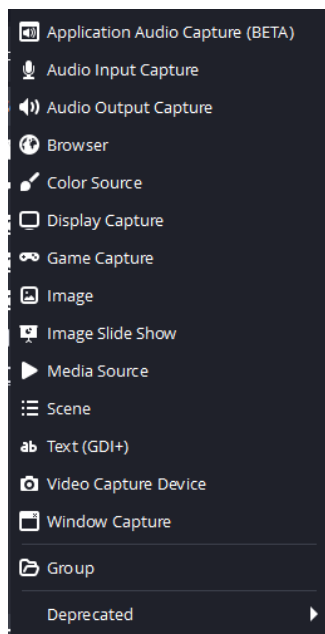 Application Audio Capture (BETA)
Audio Input Capture
Audio Output Capture
Browser
Color Source
Display Capture
Game Capture
Image
Image Slide Show
Media Source
Scene
ab Text (GDI+)
Video Capture Device
Window Capture
Group
Deprecated